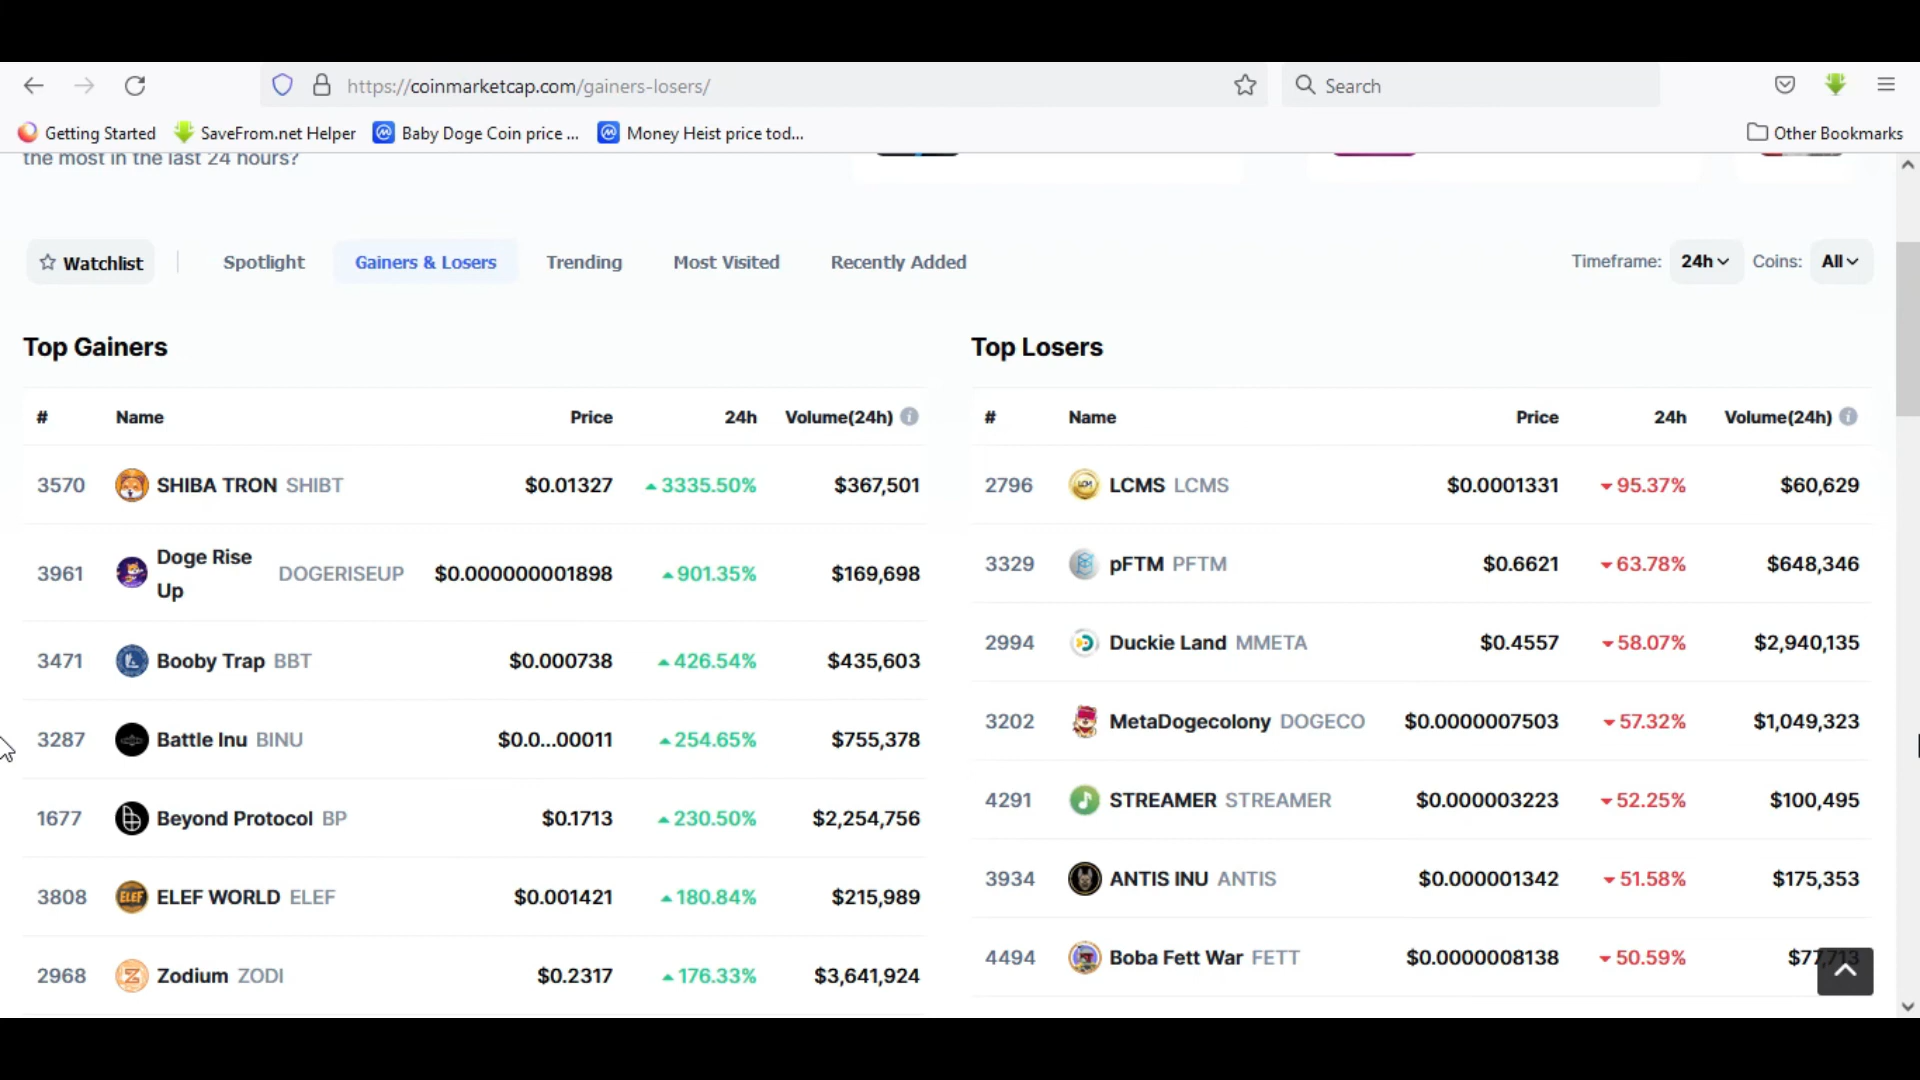 https://coinmarketcap.com/gainers-losers/
Search
Getting Started
SaveFrom.net Helper
Baby Doge Coin price ...
Money Heist price tod...
Other Bookmarks
the most in the last 24 hours?
Watchlist
Spotlight
Gainers & Losers
Trending
Most Visited
Recently Added
Timeframe: 24h
Coins: All
Top Gainers
# Name Price 24h Volume(24h)
3570 SHIBA TRON SHIBT $0.01327 3335.50% $367,501
3961 Doge Rise Up DOGERISEUP $0.000000001898 901.35% $169,698
3471 Booby Trap BBT $0.000738 426.54% $435,603
3287 Battle Inu BINU $0.0...00011 254.65% $755,378
1677 Beyond Protocol BP $0.1713 230.50% $2,254,756
3808 ELEF ELEF WORLD ELEF $0.001421 180.84% $215,989
2968 Zodium ZODI $0.2317 176.33% $3,641,924
Top Losers
# Name Price 24h Volume(24h)
2796 LCMS LCMS $0.0001331 95.37% $60,629
3329 pFTM PFTM $0.6621 63.78% $648,346
2994 Duckie Land MMETA $0.4557 58.07% $2,940,135
3202 MetaDogecolony DOGECO $0.0000007503 57.32% $1,049,323
4291 STREAMER STREAMER $0.000003223 52.25% $100,495
3934 ANTIS INU ANTIS $0.000001342 51.58% $175,353
4494 Boba Fett War FETT $0.0000008138 50.59% $77,713